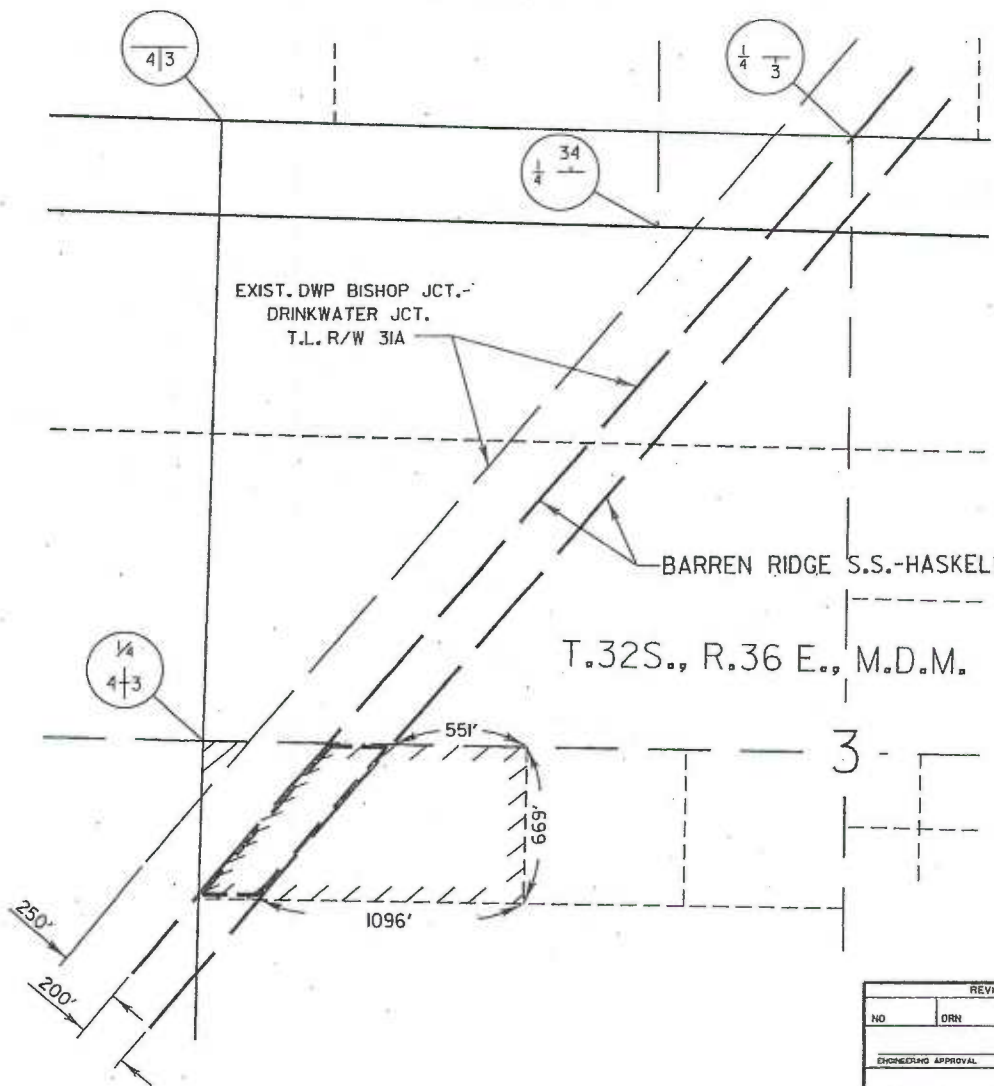 4|3
1/4 3
1/4 34
EXIST. DWP BISHOP JCT.-
DRINKWATER JCT.
T.L. R/W 31A
BARREN RIDGE S.S.-HASKEL
T.32S., R.36 E., M.D.M.
1/4
4 3
551'
3
669'
1096'
250'
200'
NO DRN
ENGINEERING APPROVAL